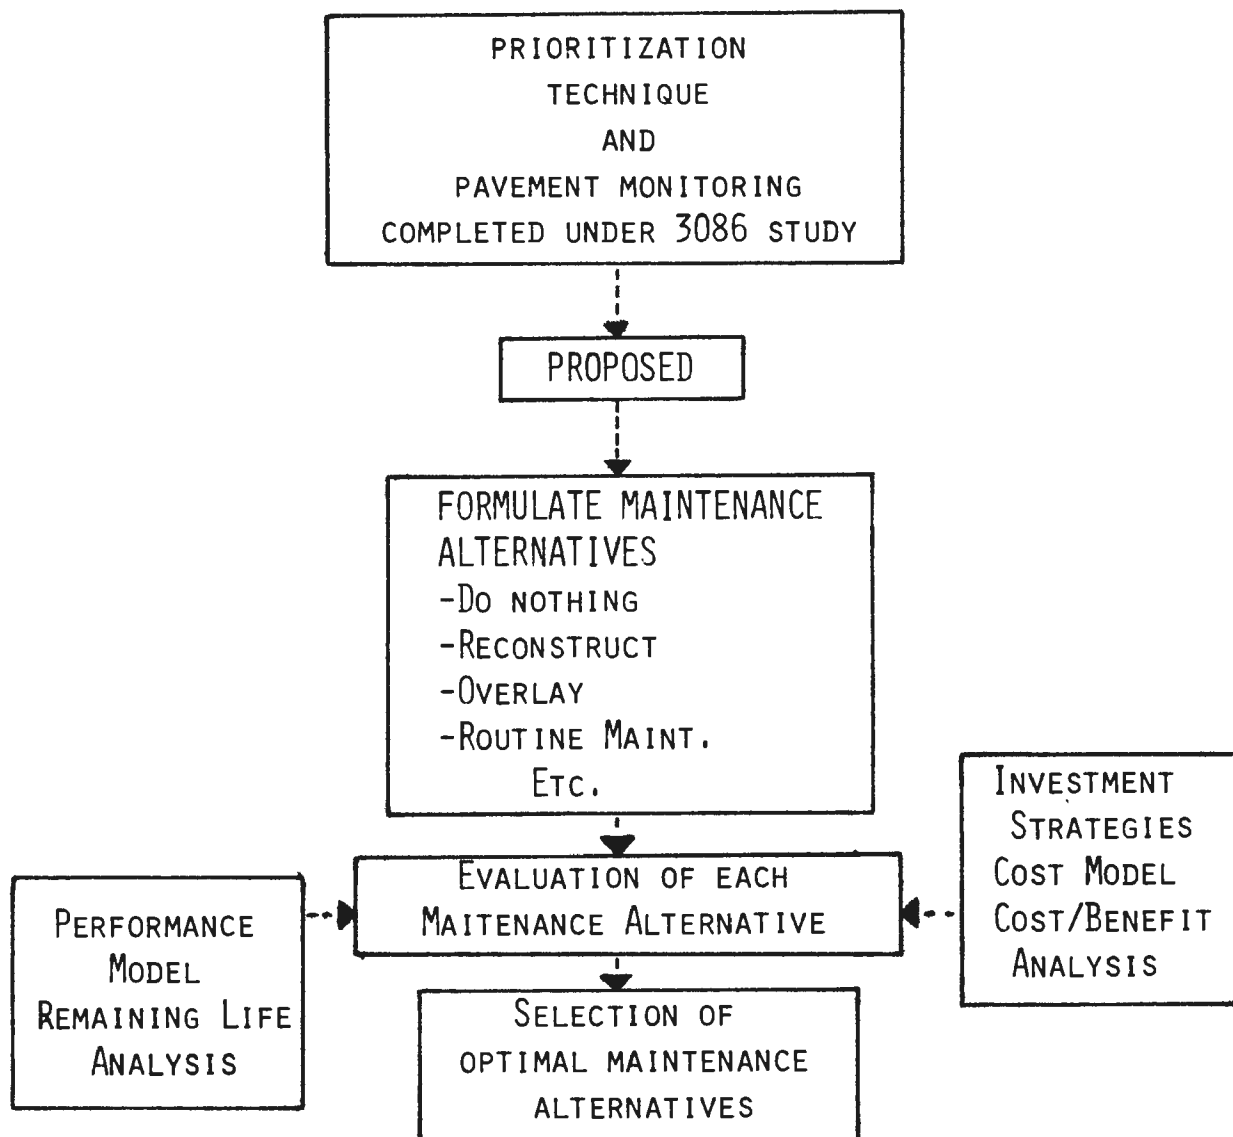 PRIORITIZATION
TECHNIQUE
AND
PAVEMENT MONITORING
COMPLETED UNDER 3086 STUDY
PROPOSED
FORMULATE MAINTENANCE
ALTERNATIVES
-DO NOTHING
-RECONSTRUCT
-OVERLAY
-ROUTINE MAINT.
ETC.
INVESTMENT
STRATEGIES
COST MODEL
COST/BENEFIT
ANALYSIS
EVALUATION OF EACH
MAITENANCE ALTERNATIVE
PERFORMANCE
MODEL
REMAINING LIFE
ANALYSIS
SELECTION OF
OPTIMAL MAINTENANCE
ALTERNATIVES